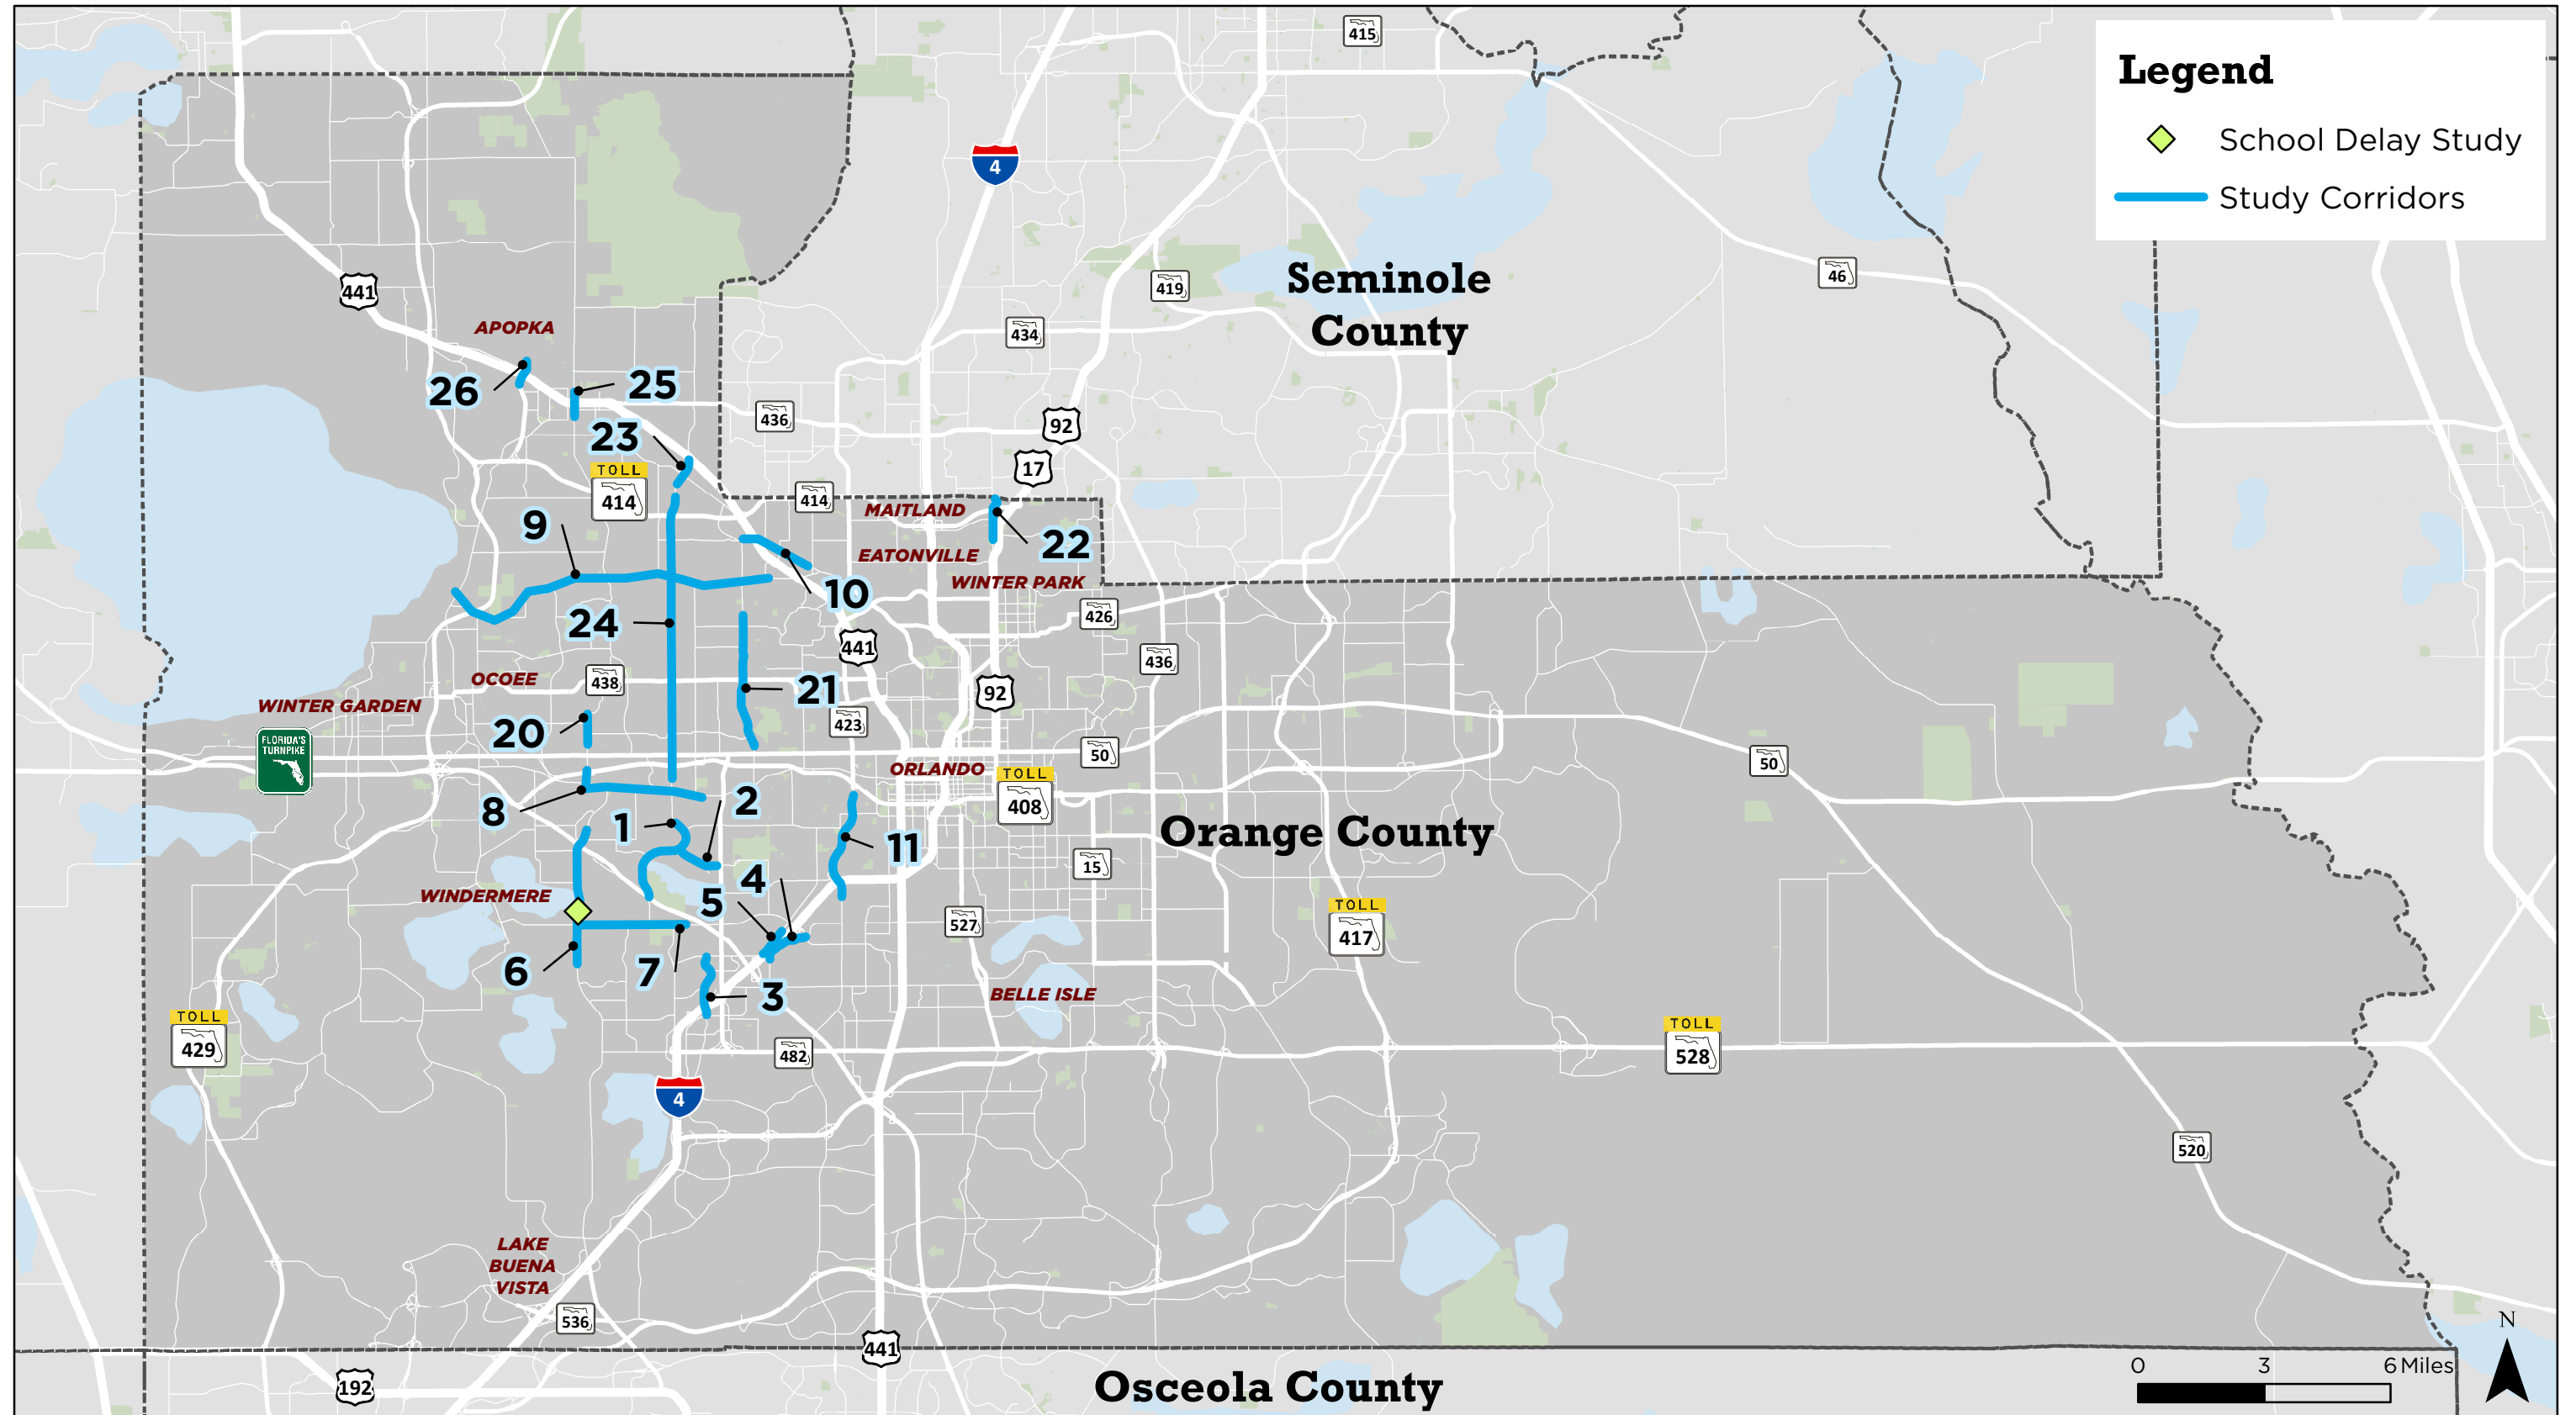 415
Legend
School Delay Study
Study Corridors
4
Seminole
County
46
419
441
434
APOPKA
26
25
436
92
23
17
TOLL
414
414
MAITLAND
9
22
EATONVILLE
WINTER PARK
10
426
24
441
436
OCOEE
438
21
92
WINTER GARDEN
423
20
FLORIDA'S
TURNPIKE
50
50
ORLANDO
TOLL
408
8
2
1
Orange County
11
15
4
WINDERMERE
5
527
TOLL
417
6
7
3
BELLE ISLE
TOLL
429
TOLL
528
482
4
520
LAKE
BUENA
VISTA
536
441
N
0 3 6 Miles
192
Osceola County